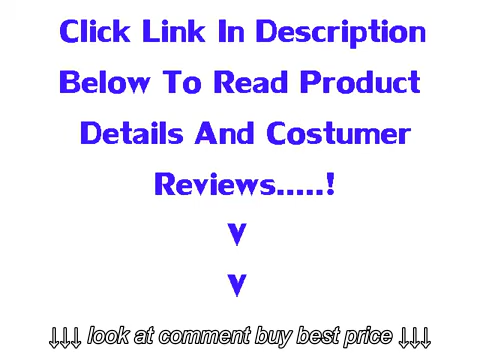 Click Link In Description
Below To Read Product
Details And Costumer
Reviews.....!
V
V
↓↓↓ look at comment buy best price ↓↓↓